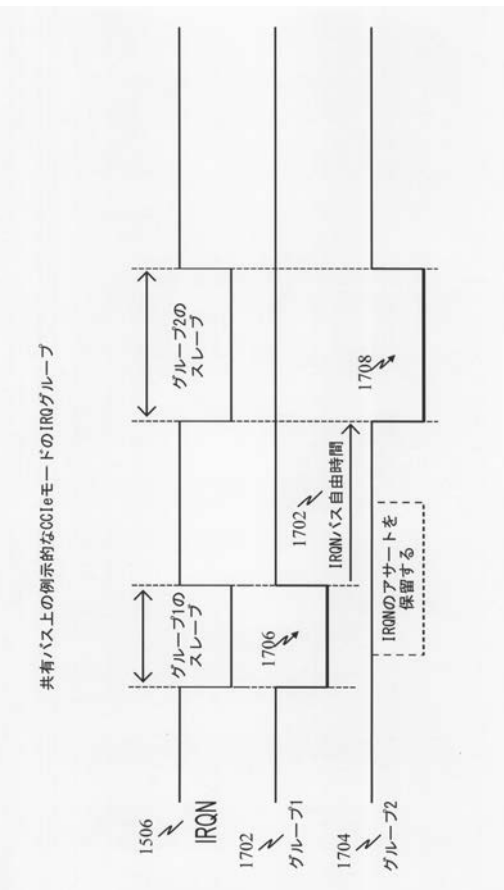 共有バス上の例示的なCCIeモードのIRQグループ
1506
IRQN
グループ1の
スレーブ
グループ2の
スレーブ
1702
グループ1
1706
1702
IRQNバス自由時間
1704
グループ2
IRQNのアサートを
保留する
1708